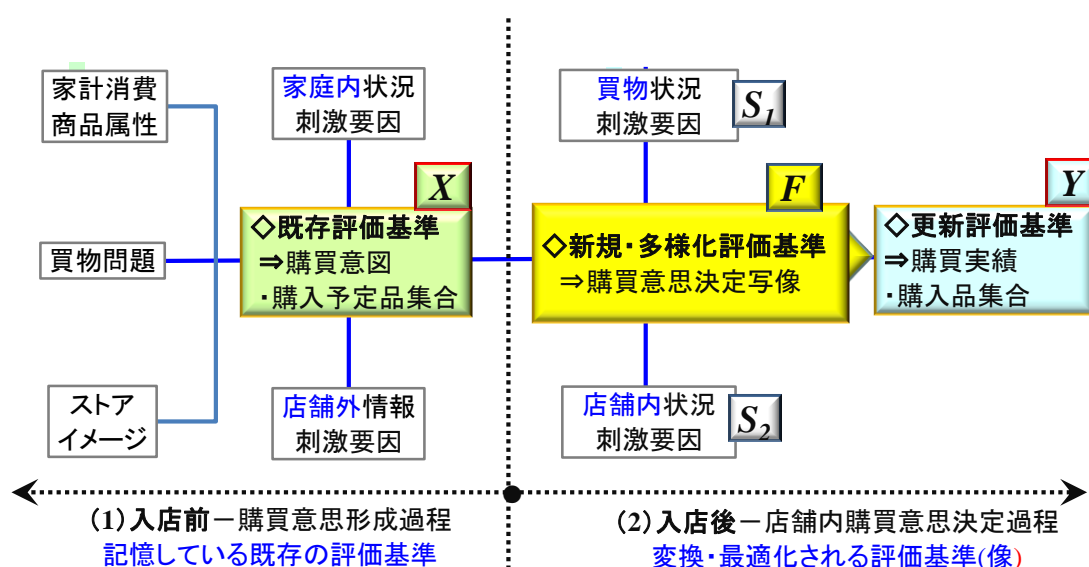 家計消費
商品属性
家庭内状況
刺激要因
買物状況
刺激要因
S1
X
F
Y
買物問題
◇既存評価基準
⇒購買意図
・購入予定品集合
◇新規・多様化評価基準
⇒購買意思決定写像
◇更新評価基準
⇒購買実績
・購入品集合
ストア
イメージ
店舗外情報
刺激要因
店舗内状況
刺激要因
S2
(1)入店前－購買意思形成過程
記憶している既存の評価基準
(2)入店後－店舗内購買意思決定過程
変換・最適化される評価基準(像)